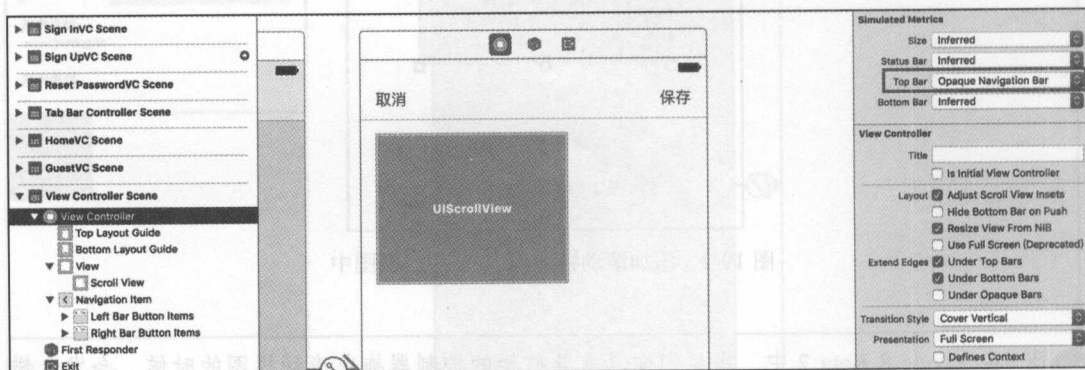 Sign InVC Scene
Sign UpVC Scene
Reset PasswordVC Scene
Tab Bar Controller Scene
HomeVC Scene
GuestVC Scene
View Controller Scene
View Controller
Top Layout Guide
Bottom Layout Guide
View
Scroll View
Navigation Item
Left Bar Button Items
Right Bar Button Items
First Responder
Exit
取消
保存
UIScrollView
Simulated Metrics
Size Inferred
Status Bar Inferred
Top Bar Opaque Navigation Bar
Bottom Bar Inferred
View Controller
Title
Is Initial View Controller
Layout Adjust Scroll View Insets
Hide Bottom Bar on Push
Resize View From NIB
Use Full Screen (Deprecated)
Extend Edges Under Top Bars
Under Bottom Bars
Under Opaque Bars
Transition Style Cover Vertical
Presentation Full Screen
Defines Context